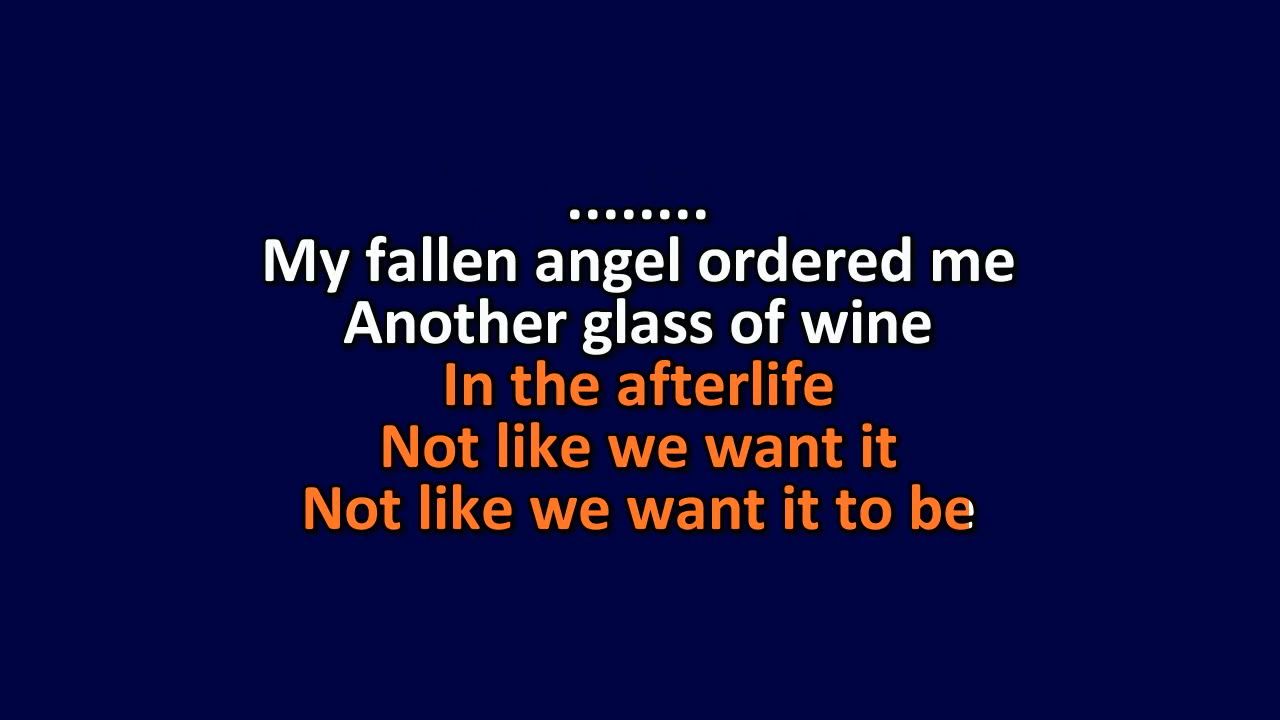 ........
My fallen angel ordered me
Another glass of wine
In the afterlife
Not like we want it
Not like we want it to be